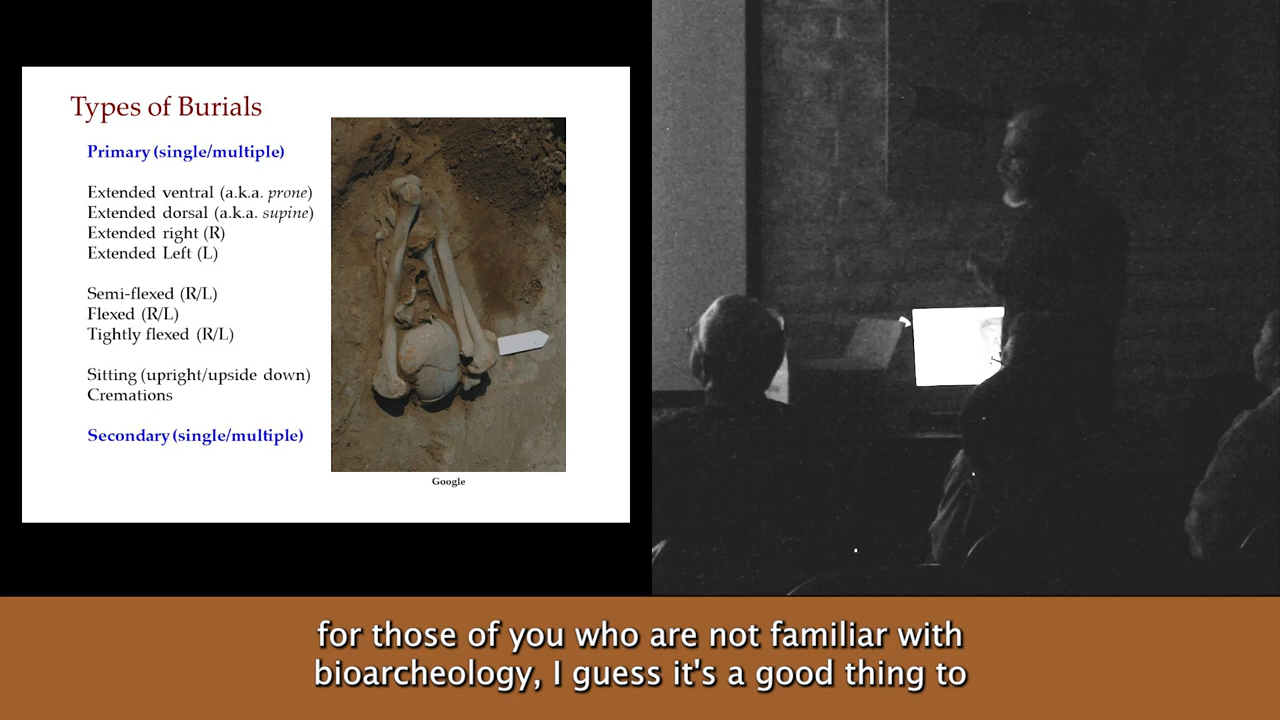 Types of Burials
Primary (single/multiple)
Extended ventral (a.k.a. prone)
Extended dorsal (a.k.a. supine)
Extended right (R)
Extended Left (L)
Semi-flexed (R/L)
Flexed (R/L)
Tightly flexed (R/L)
Sitting (upright/upside down)
Cremations
Secondary (single/multiple)
Google
for those of you who are not familiar with
bioarcheology, I guess it's a good thing to